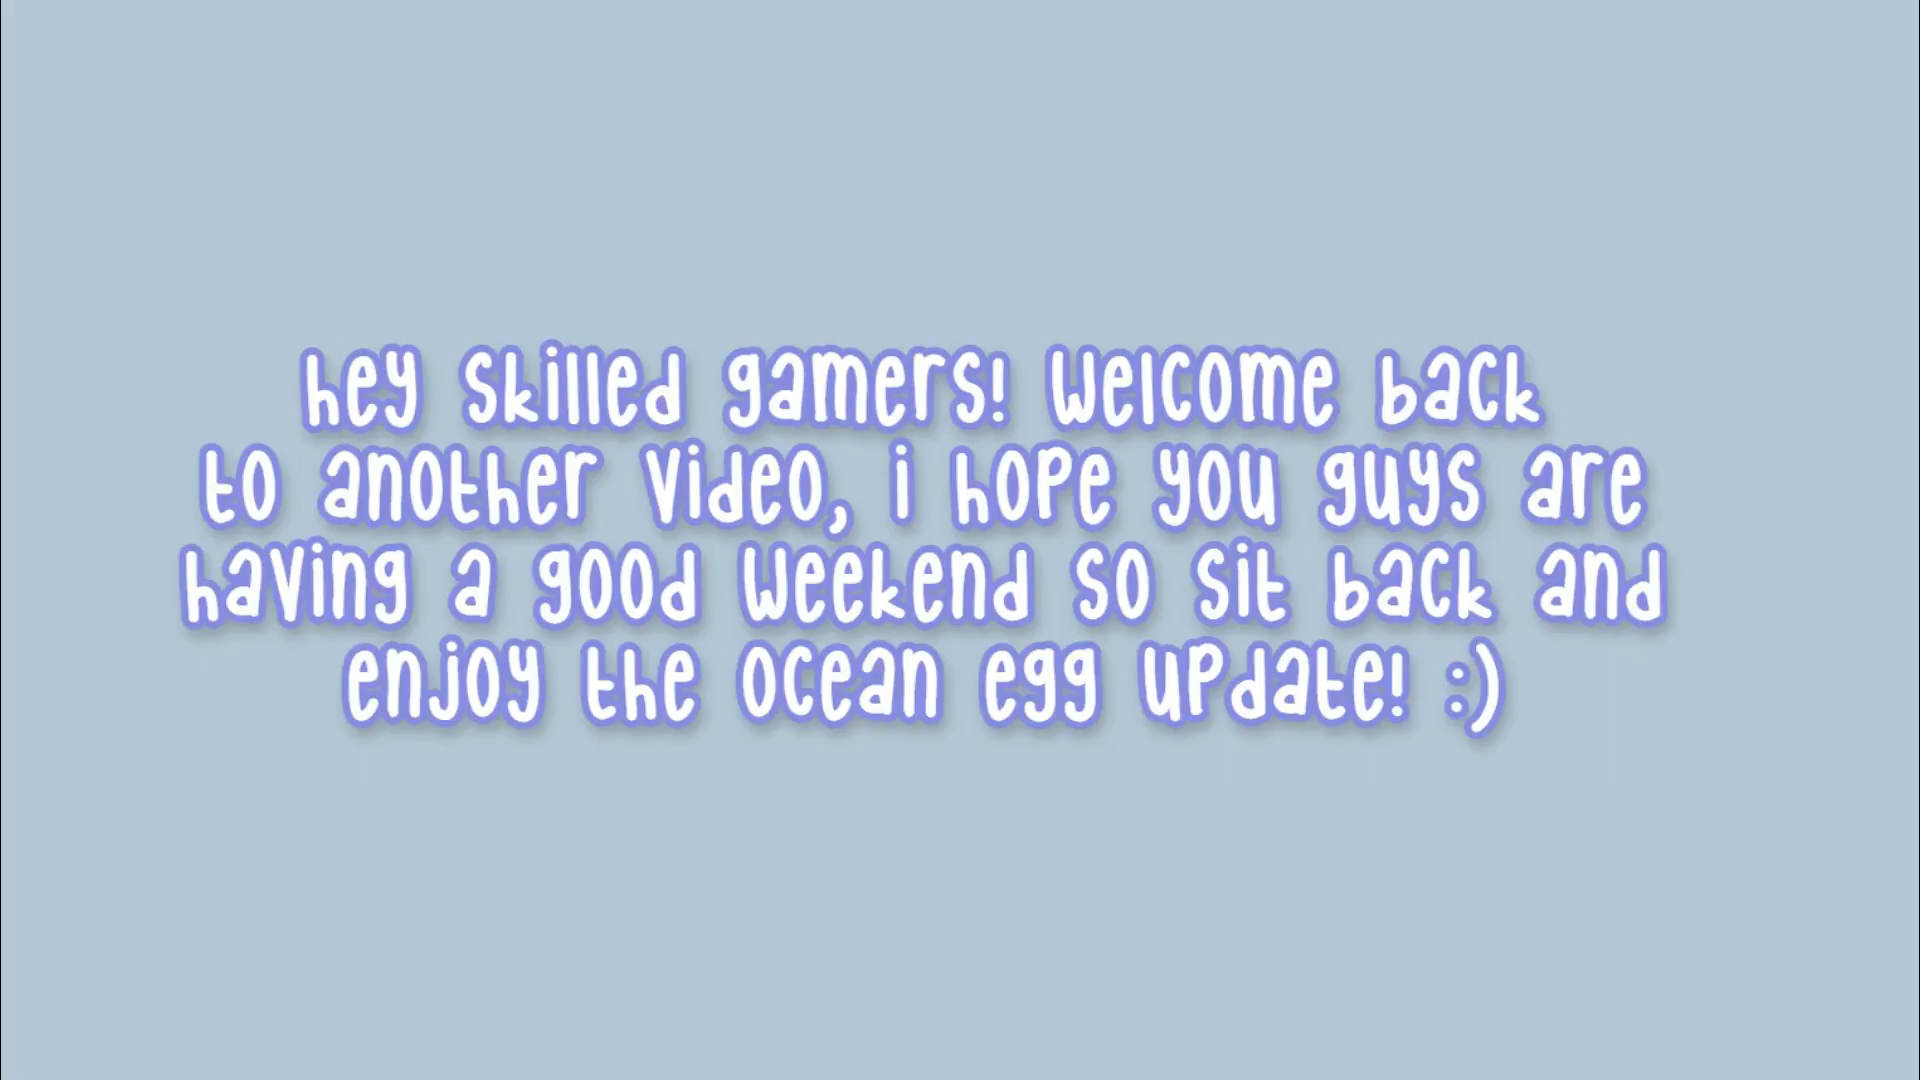 hey skilled gamers! Welcome back
to another video, i hope you guys are
having a good weekend so sit back and
enjoy the ocean egg update! :)